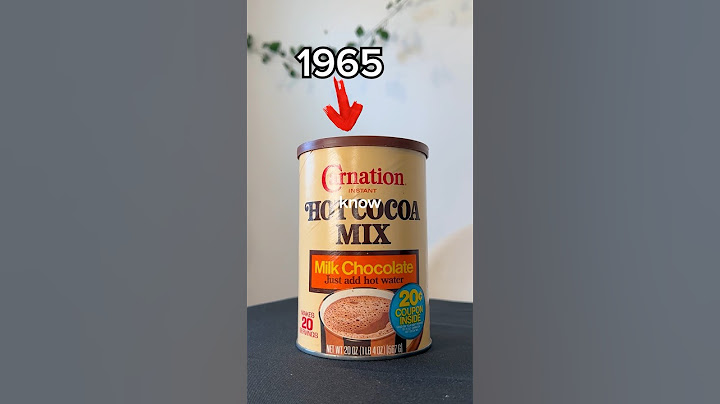 1965
Carnation
INSTANT
know
HOT COCOA
MIX
Milk Chocolate
Just add hot water
20¢
COUPON
INSIDE
MAKES
20
SERVINGS
NET WT 20 OZ (1 LB 4 OZ) (567 G)